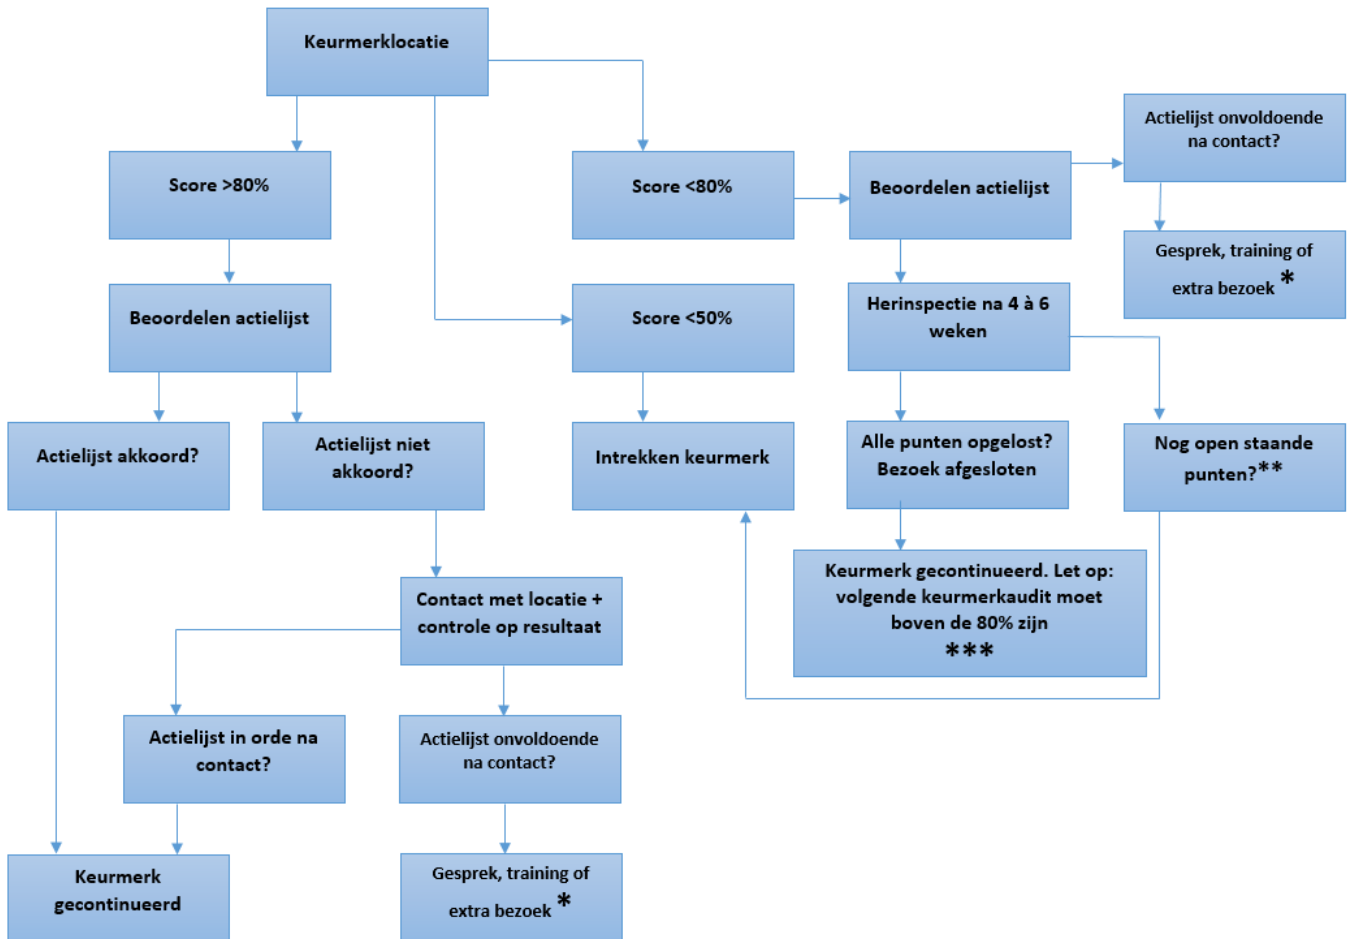 Keurmerklocatie
Score >80%
Score <80%
Beoordelen actielijst
Actielijst onvoldoende
na contact?
Gesprek, training of
extra bezoek *
Beoordelen actielijst
Score <50%
Herinspectie na 4 à 6
weken
Actielijst akkoord?
Actielijst niet
akkoord?
Intrekken keurmerk
Alle punten opgelost?
Bezoek afgesloten
Nog open staande
punten?**
Keurmerk gecontinueerd. Let op:
volgende keurmerkaudit moet
boven de 80% zijn
***
Contact met locatie +
controle op resultaat
Actielijst in orde na
contact?
Actielijst onvoldoende
na contact?
Keurmerk
gecontinueerd
Gesprek, training of
extra bezoek *